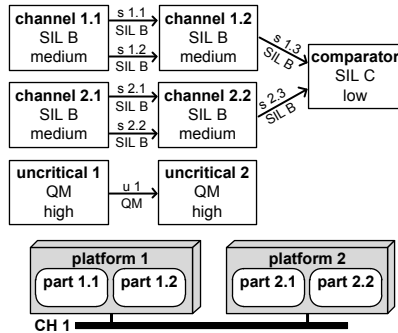 channel 1.1
SIL B
medium
s 1.1
SIL B
s 1.2
SIL B
channel 1.2
SIL B
medium
s 1.3
SIL B
comparator
SIL C
low
channel 2.1
SIL B
medium
s 2.1
SIL B
s 2.2
SIL B
channel 2.2
SIL B
medium
s 2.3
SIL B
uncritical 1
QM
high
u 1
QM
uncritical 2
QM
high
platform 1
part 1.1
part 1.2
platform 2
part 2.1
part 2.2
CH 1